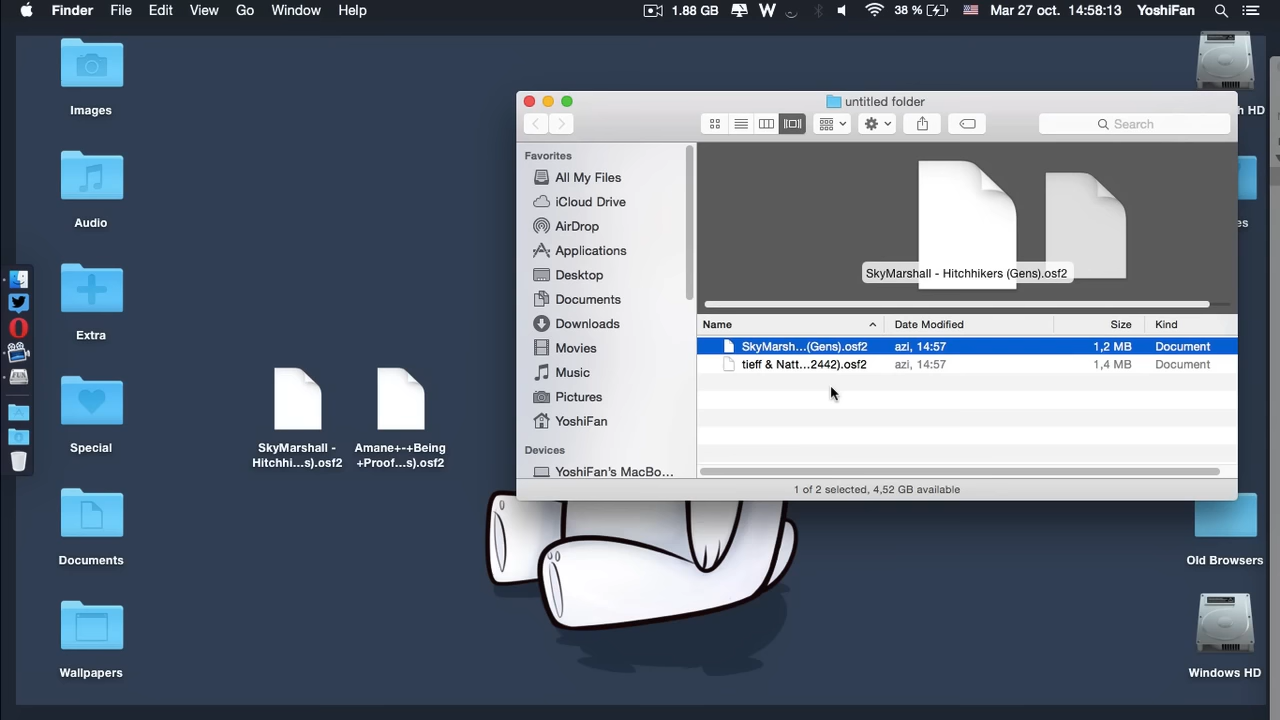 Finder File Edit View Go Window Help 1.88 GB 38 % Mar 27 oct. 14:58:13 YoshiFan
Images
Audio
Extra
Special
Documents
Wallpapers
SkyMarshall -
Hitchhi...s).osf2
Amane+-+Being
+Proof...s).osf2
untitled folder
Search
Favorites
All My Files
iCloud Drive
AirDrop
Applications
Desktop
Documents
Downloads
Movies
Music
Pictures
YoshiFan
Devices
YoshiFan's MacBo...
SkyMarshall - Hitchhikers (Gens).osf2
Name Date Modified Size Kind
SkyMarsh...(Gens).osf2 azi, 14:57 1,2 MB Document
tieff & Natt...2442).osf2 azi, 14:57 1,4 MB Document
1 of 2 selected, 4,52 GB available
HD
es
Old Browsers
Windows HD